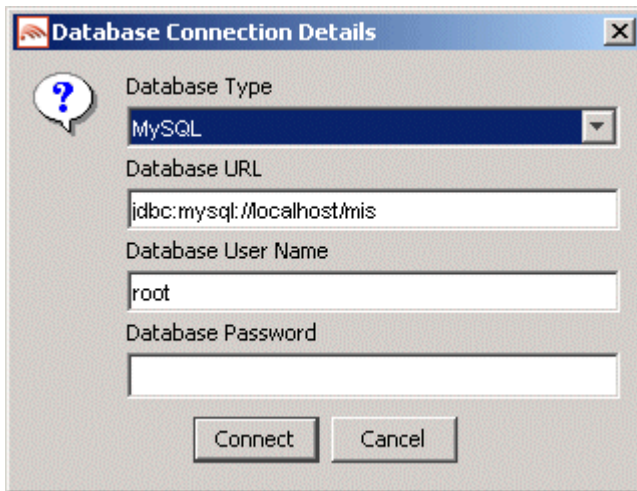 Database Connection Details
Database Type
MySQL
Database URL
jdbc:mysql://localhost/mis
Database User Name
root
Database Password
Connect Cancel